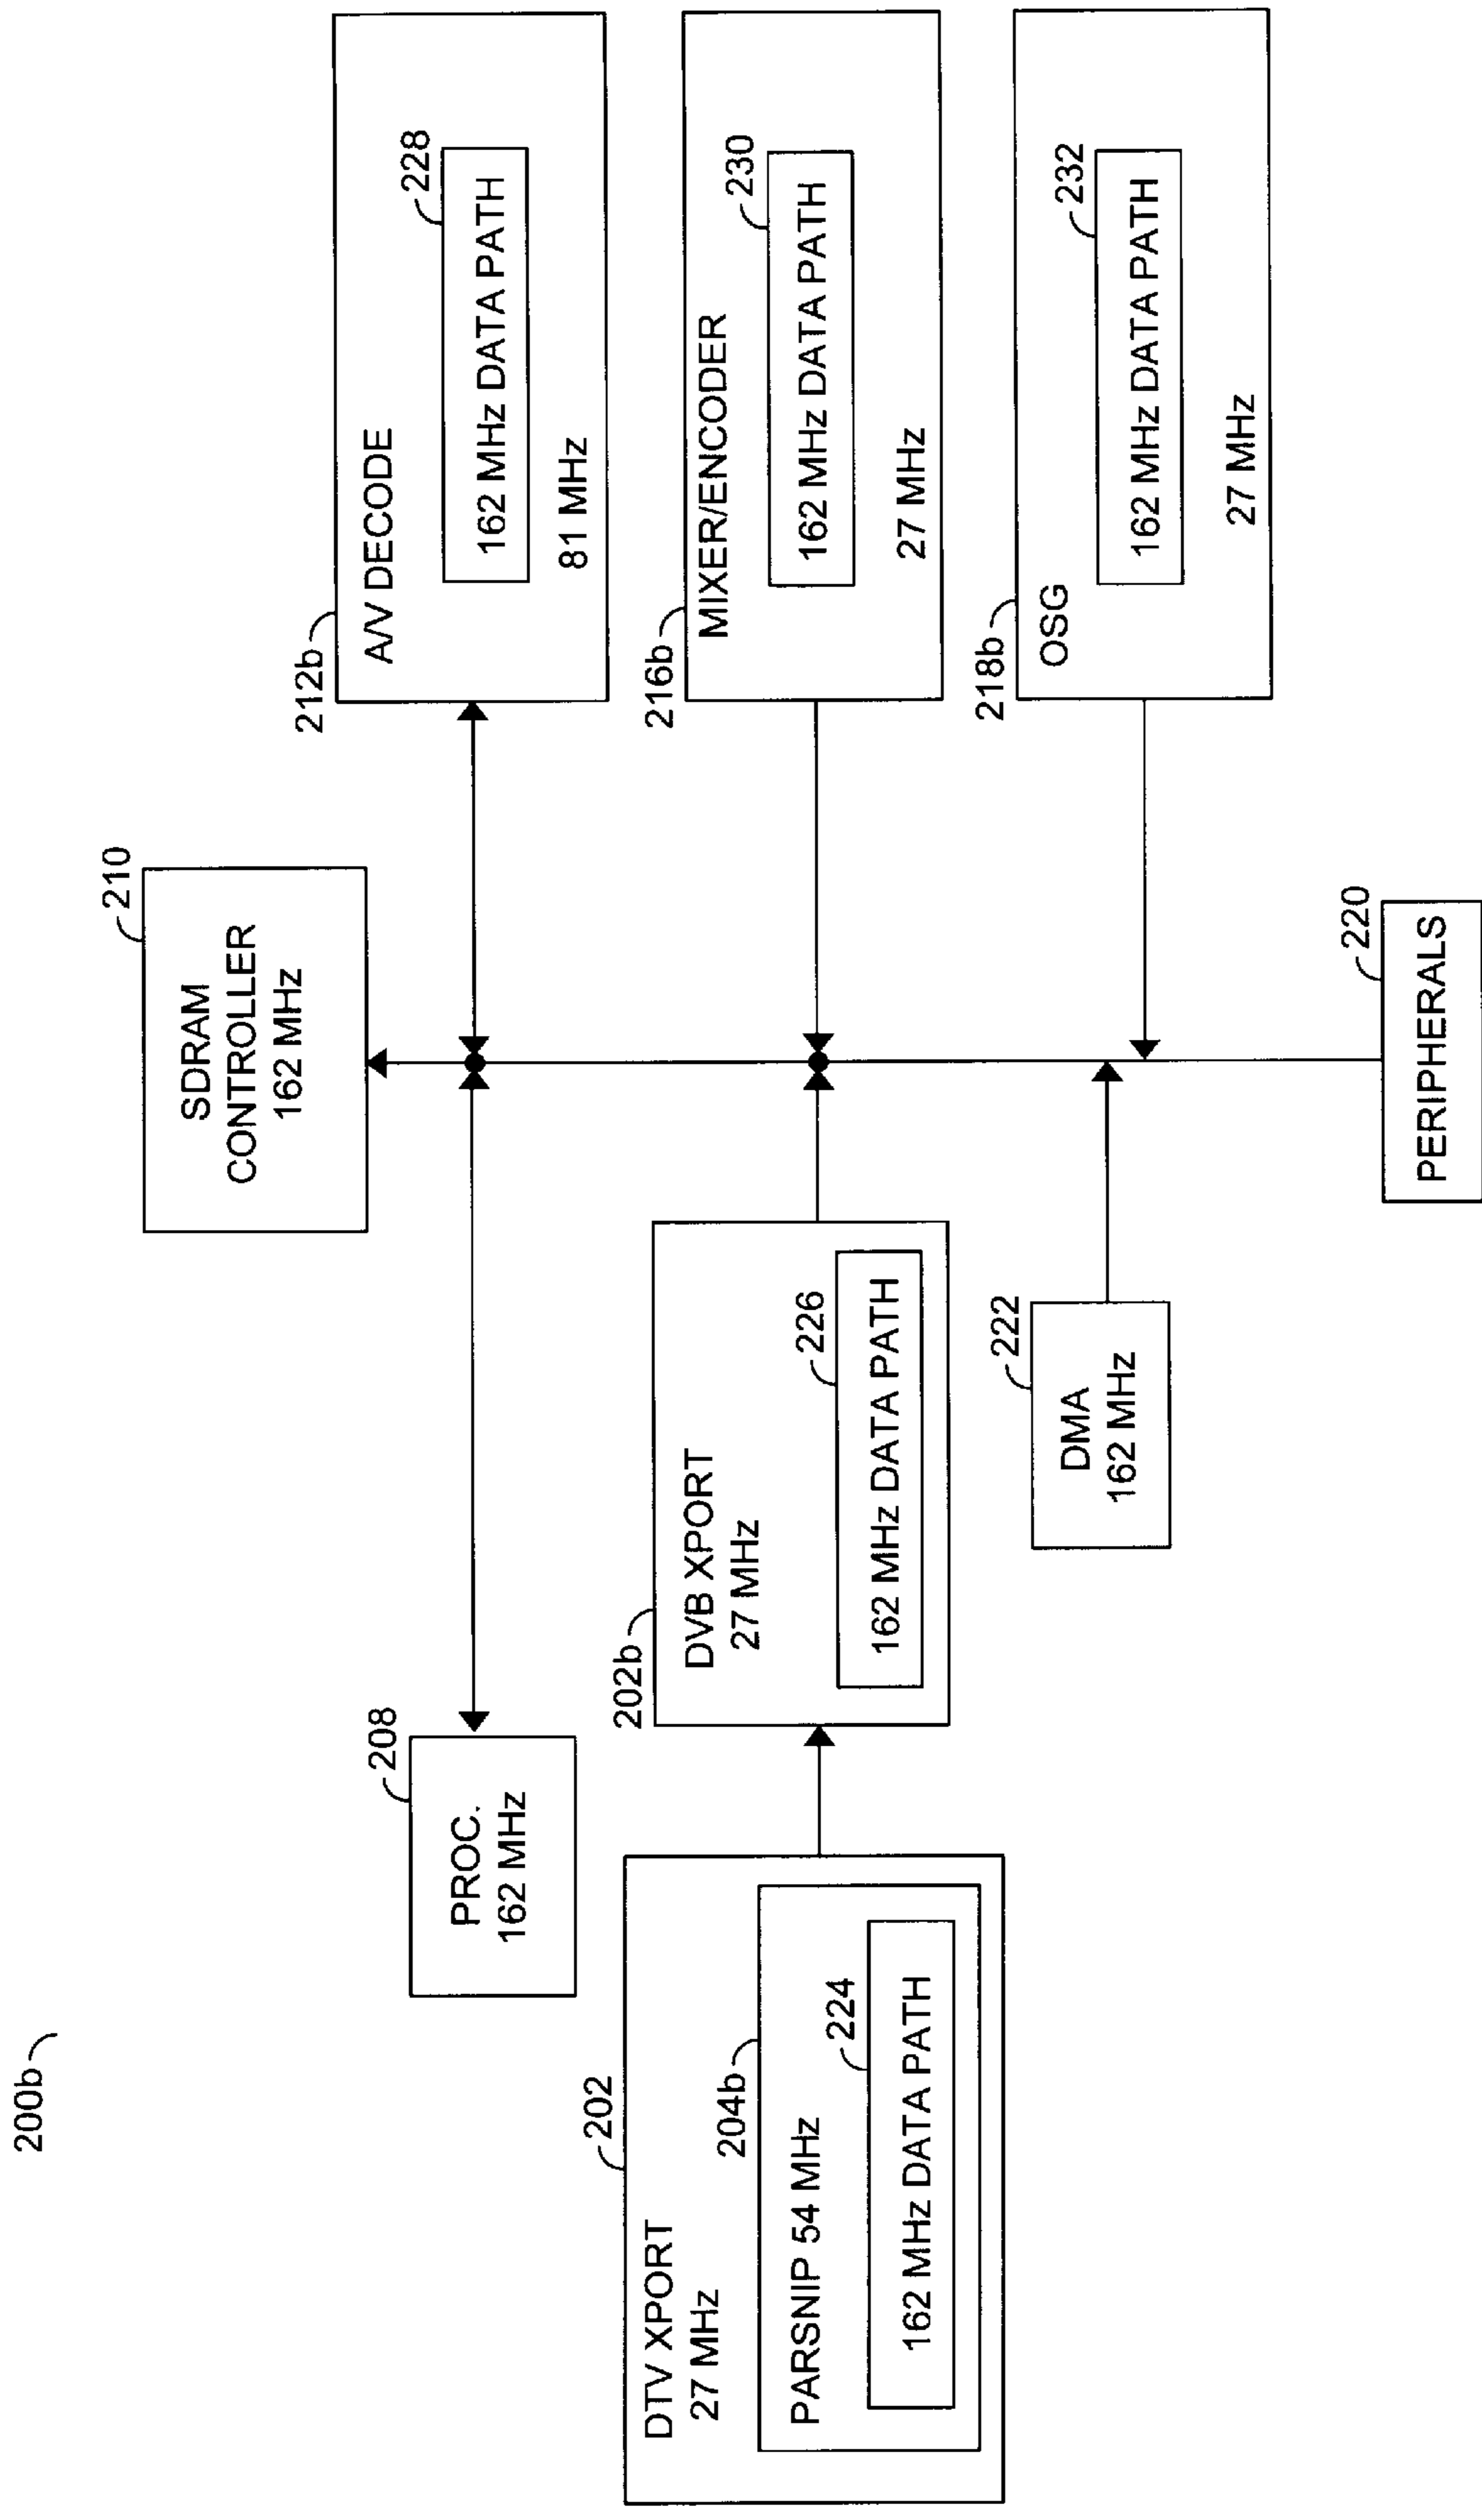 200b
210
SDRAM
CONTROLLER
162 MHz
208
PROC.
162 MHz
212b
A/V DECODE
228
162 MHz DATA PATH
81 MHz
202
DTV XPORT
27 MHz
204b
PARSNIP 54 MHz
224
162 MHz DATA PATH
202b
DVB XPORT
27 MHz
226
162 MHz DATA PATH
216b
MIXER/ENCODER
230
162 MHz DATA PATH
27 MHz
222
DMA
162 MHz
218b
OSG
232
162 MHz DATA PATH
27 MHz
220
PERIPHERALS